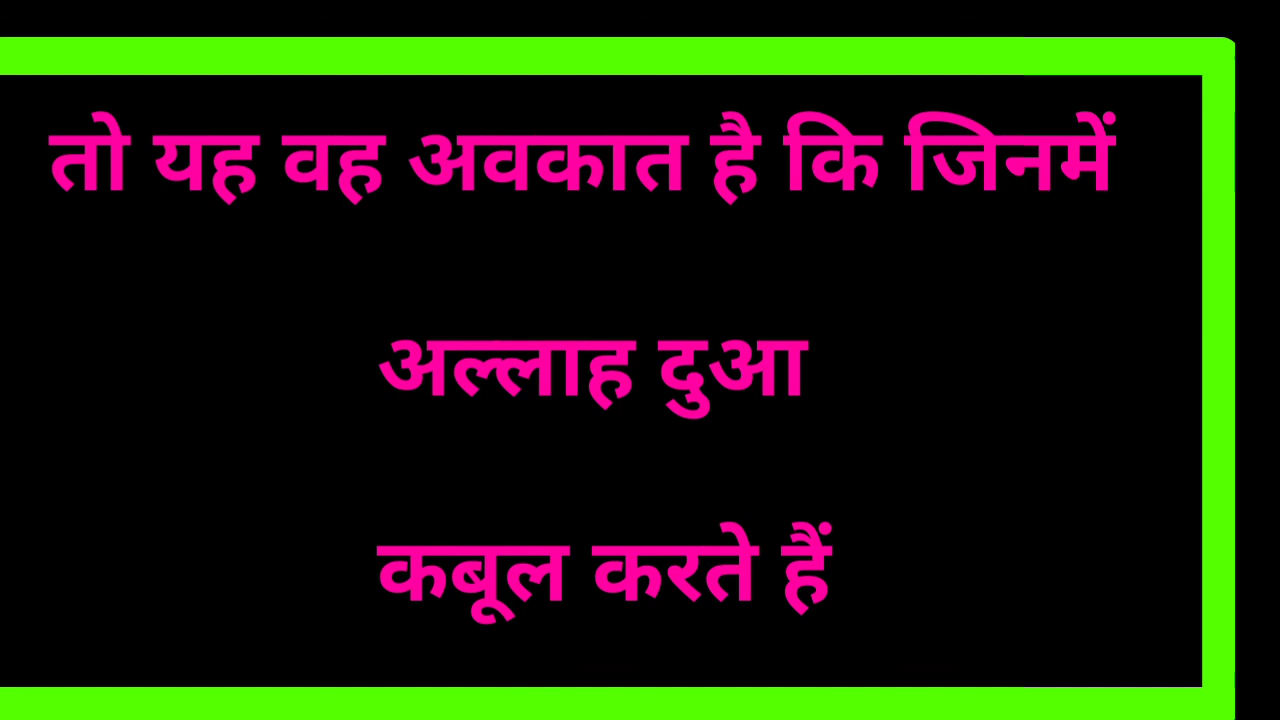 तो यह वह अवकात है कि जिनमें
अल्लाह दुआ
कबूल करते हैं